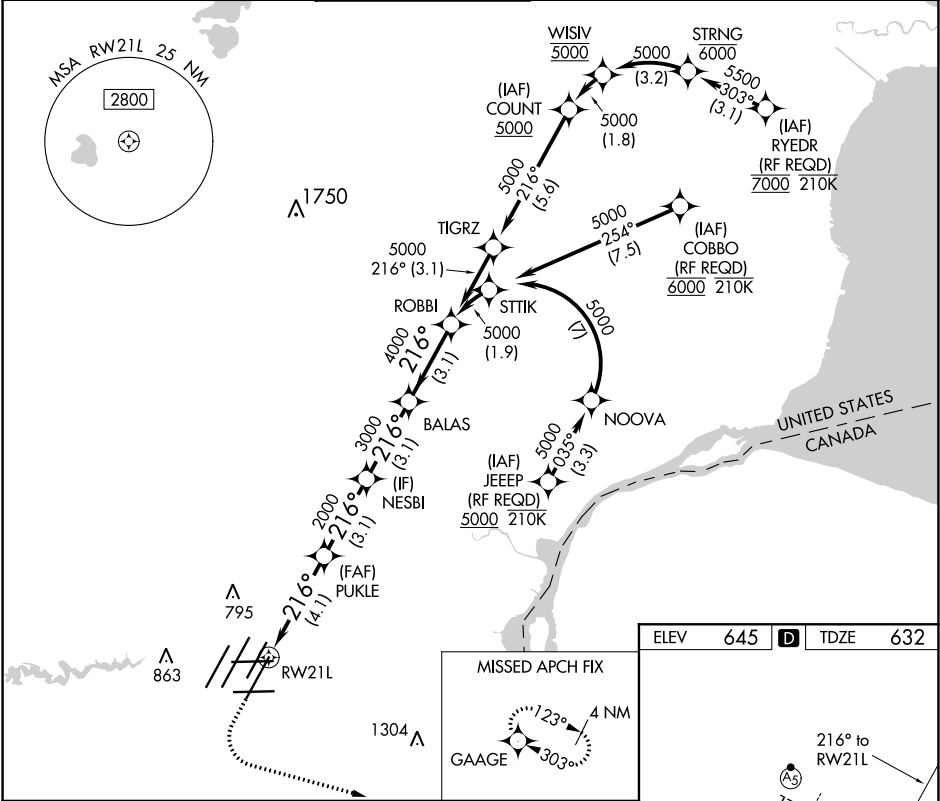 MSA RW21L 25 NM
2800
1750
WISIV
5000
STRNG
6000
5000
(3.2)
5500
303°
(3.1)
(IAF)
COUNT
5000
5000
(1.8)
(IAF)
RYEDR
(RF REQD)
7000 210K
5000
216°
(5.6)
TIGRZ
5000
254°
(7.5)
(IAF)
COBBO
(RF REQD)
6000 210K
5000
216° (3.1)
ROBBI
STTIK
5000
(1.9)
5000
(7)
4000
216°
(3.1)
BALAS
NOOVA
UNITED STATES
CANADA
3000
216°
(3.1)
(IF)
NESBI
5000
035°
(3.3)
(IAF)
JEEEP
(RF REQD)
5000 210K
2000
216°
(3.1)
(FAF)
PUKLE
216°
(4.1)
795
863
RW21L
1304
MISSED APCH FIX
123°
4 NM
GAAGE
303°
ELEV 645 D TDZE 632
216° to
RW21L
A5